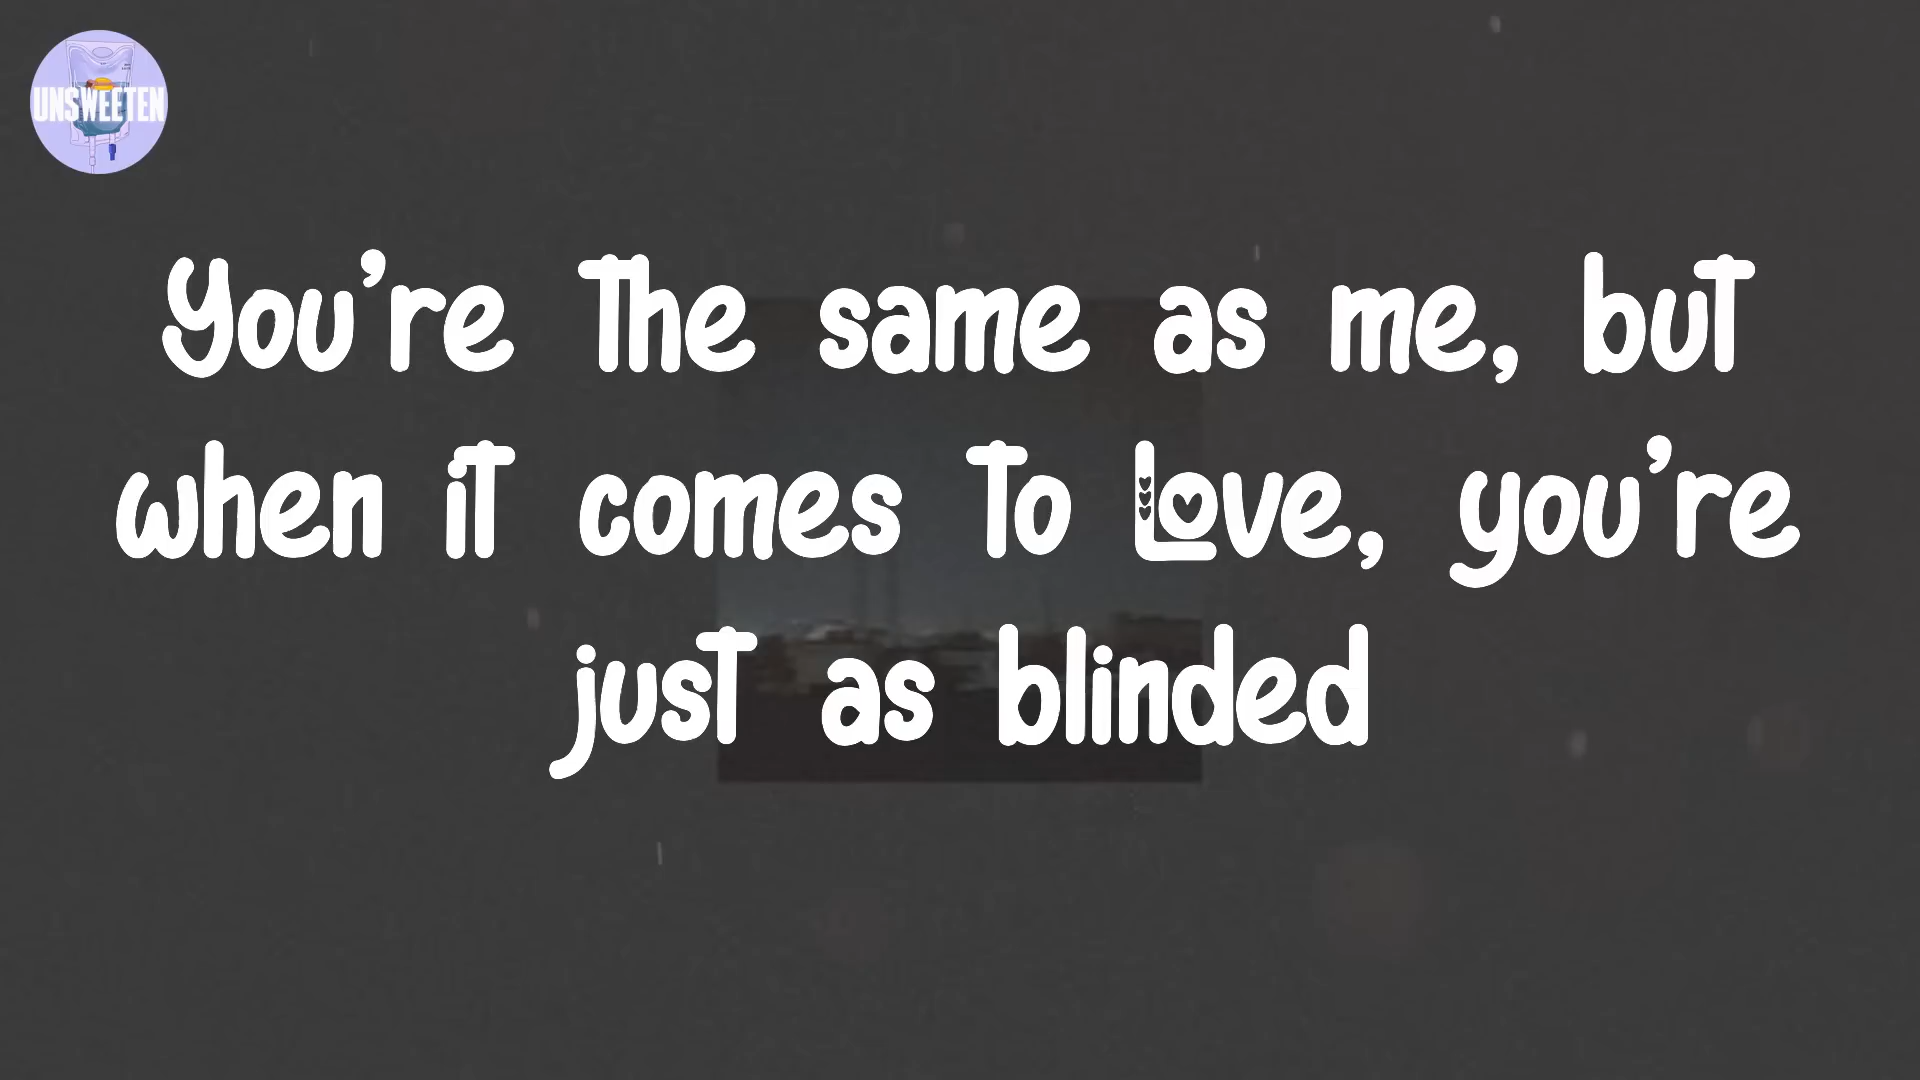 UNSWEETEN
You're the same as me, but
when it comes to Love, you're
just as blinded